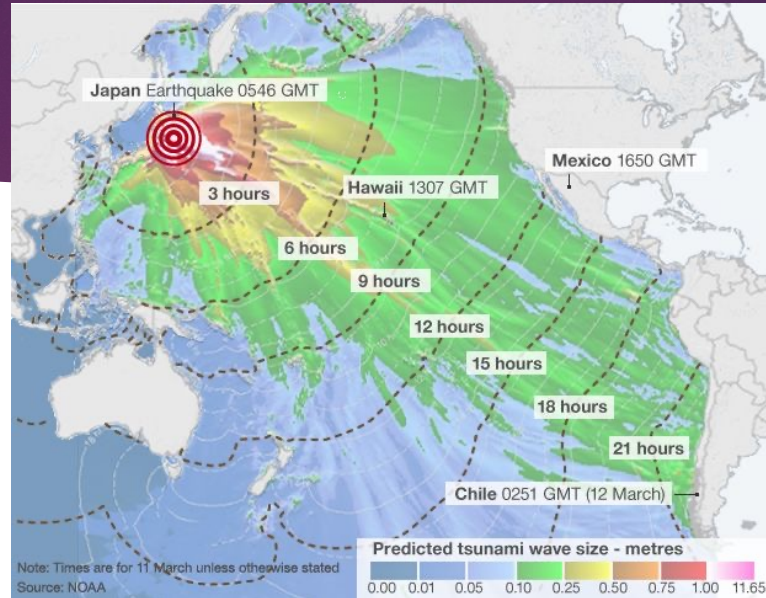 Japan Earthquake 0546 GMT
Mexico 1650 GMT
Hawaii 1307 GMT
3 hours
6 hours
9 hours
12 hours
15 hours
18 hours
21 hours
Chile 0251 GMT (12 March)
Note: Times are for 11 March unless otherwise stated
Source: NOAA
Predicted tsunami wave size - metres
0.00 0.01 0.05 0.10 0.25 0.50 0.75 1.00 11.65